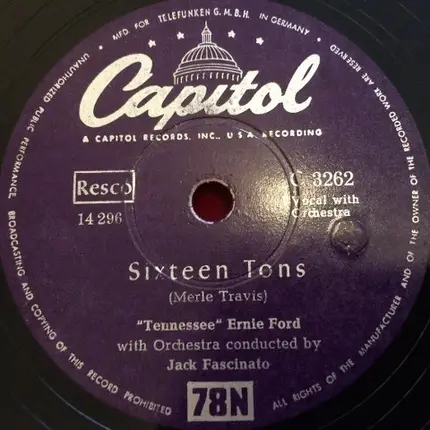 MFD FOR TELEFUNKEN G.M.B.H IN GERMANY
Capitol
A CAPITOL RECORDS, INC., U S A RECORDING
Resco
14 296
C 3262
Vocal with
Orchestra
Sixteen Tons
(Merle Travis)
"Tennessee" Ernie Ford
with Orchestra conducted by
Jack Fascinato
78N
ALL RIGHTS OF THE MANUFACTURER AND OF THE OWNER OF THE RECORDED WORK ARE RESERVED
UNAUTHORIZED PUBLIC PERFORMANCE, BROADCASTING AND COPYING OF THIS RECORD PROHIBITED